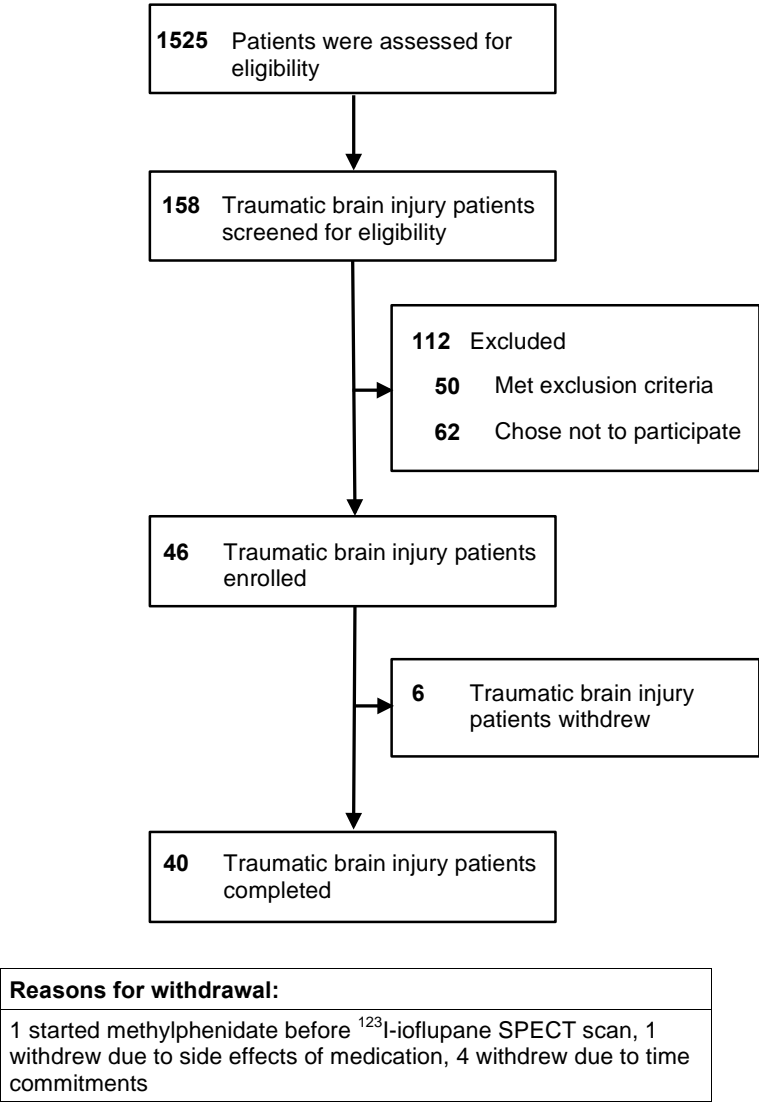 1525 Patients were assessed for
eligibility
158 Traumatic brain injury patients
screened for eligibility
112 Excluded
50 Met exclusion criteria
62 Chose not to participate
46 Traumatic brain injury patients
enrolled
6 Traumatic brain injury
patients withdrew
40 Traumatic brain injury patients
completed
Reasons for withdrawal:
1 started methylphenidate before ¹²³I-ioflupane SPECT scan, 1
withdrew due to side effects of medication, 4 withdrew due to time
commitments